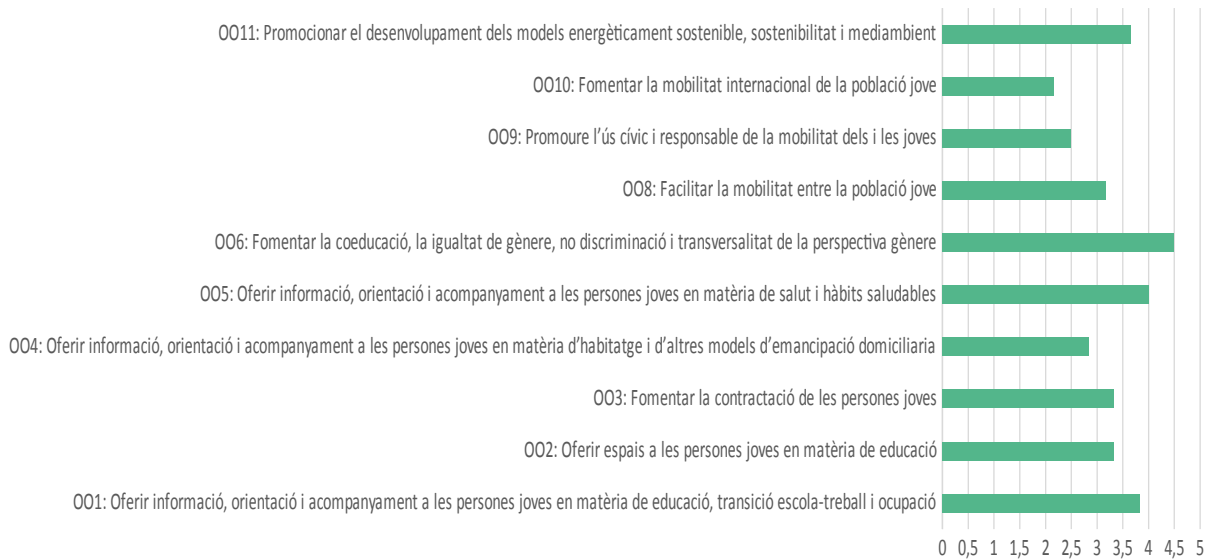 OO11: Promocionar el desenvolupament dels models energèticament sostenible, sostenibilitat i mediambient
OO10: Fomentar la mobilitat internacional de la població jove
OO9: Promoure l’ús cívic i responsable de la mobilitat dels i les joves
OO8: Facilitar la mobilitat entre la població jove
OO6: Fomentar la coeducació, la igualtat de gènere, no discriminació i transversalitat de la perspectiva gènere
OO5: Oferir informació, orientació i acompanyament a les persones joves en matèria de salut i hàbits saludables
OO4: Oferir informació, orientació i acompanyament a les persones joves en matèria d’habitatge i d’altres models d’emancipació domiciliaria
OO3: Fomentar la contractació de les persones joves
OO2: Oferir espais a les persones joves en matèria de educació
OO1: Oferir informació, orientació i acompanyament a les persones joves en matèria de educació, transició escola-treball i ocupació
0 0,5 1 1,5 2 2,5 3 3,5 4 4,5 5